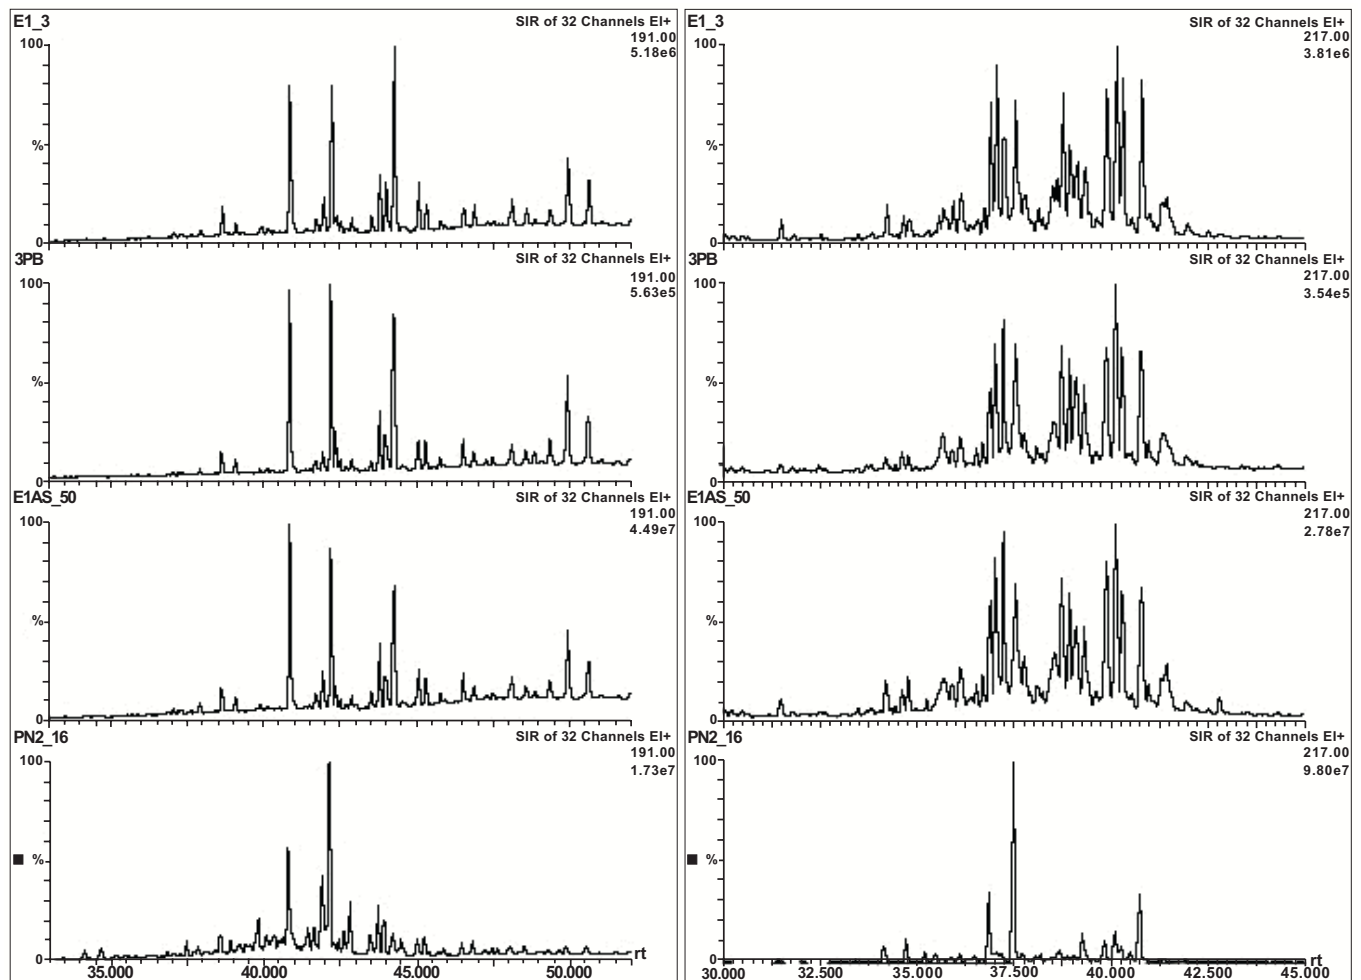 E1_3
SIR of 32 Channels EI+
191.00
5.18e6
100
%
0
3PB
SIR of 32 Channels EI+
191.00
5.63e5
100
%
0
E1AS_50
SIR of 32 Channels EI+
191.00
4.49e7
100
%
0
PN2_16
SIR of 32 Channels EI+
191.00
1.73e7
100
%
0
rt
35.000 40.000 45.000 50.000
E1_3
SIR of 32 Channels EI+
217.00
3.81e6
100
%
0
3PB
SIR of 32 Channels EI+
217.00
3.54e5
100
%
0
E1AS_50
SIR of 32 Channels EI+
217.00
2.78e7
100
%
0
PN2_16
SIR of 32 Channels EI+
217.00
9.80e7
100
%
0
rt
30.000 32.500 35.000 37.500 40.000 42.500 45.000